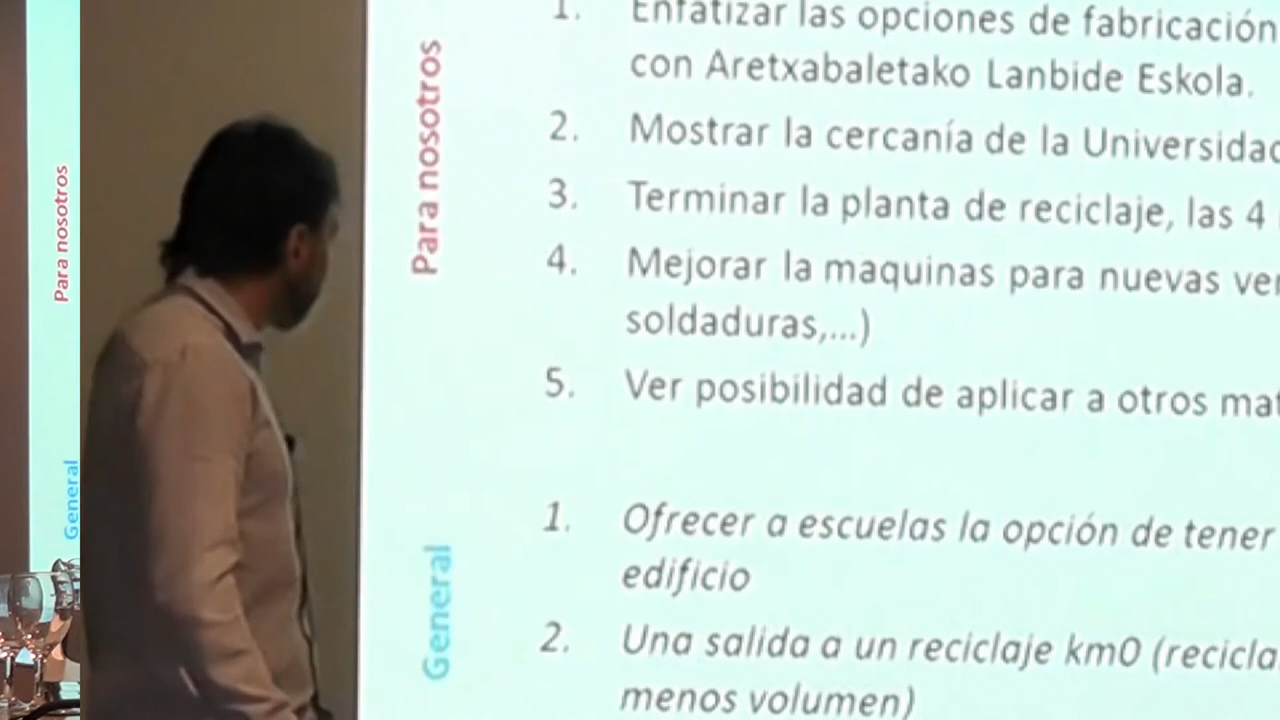 Para nosotros
1. Enfatizar las opciones de fabricación
con Aretxabaletako Lanbide Eskola.
2. Mostrar la cercanía de la
3. Terminar la planta de reciclaje, las 4
4. Mejorar la maquinas para nuevas
soldaduras,...)
5. Ver posibilidad de aplicar a otros
General
1. Ofrecer a escuelas la opción de tener
edificio
2. Una salida a un reciclaje km0
menos volumen)
Para nosotros
General